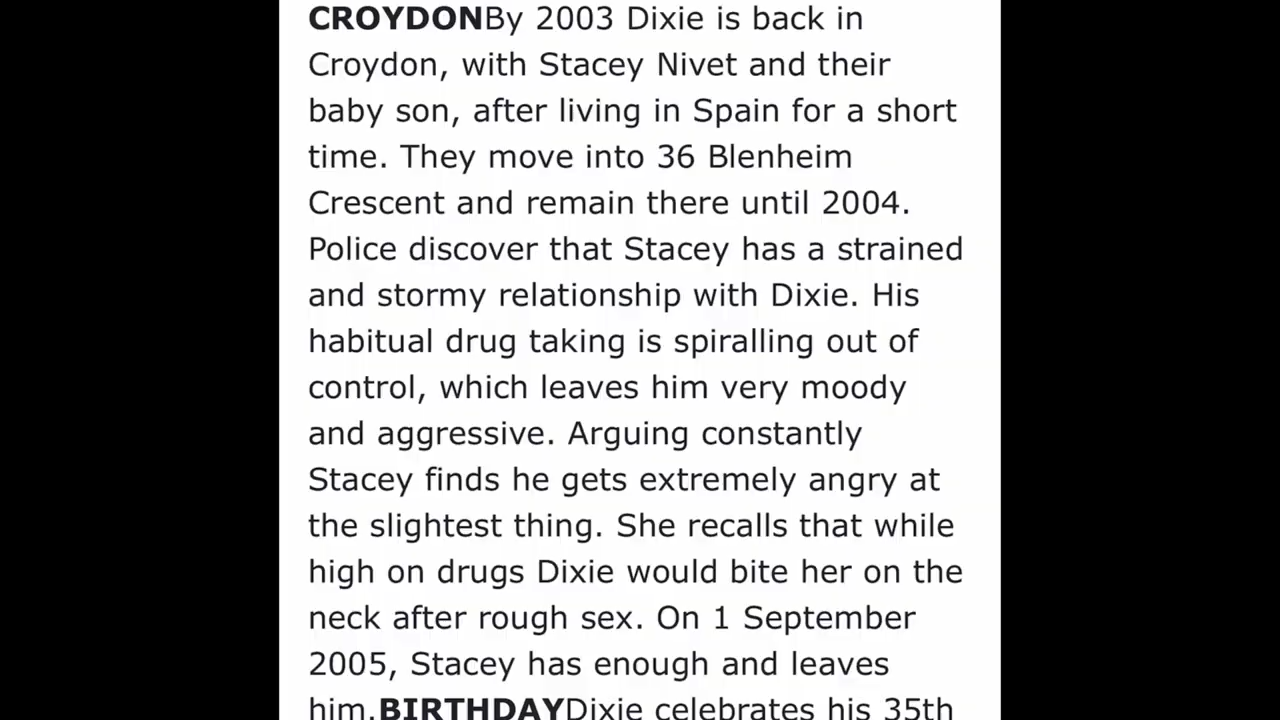 CROYDONBy 2003 Dixie is back in
Croydon, with Stacey Nivet and their
baby son, after living in Spain for a short
time. They move into 36 Blenheim
Crescent and remain there until 2004.
Police discover that Stacey has a strained
and stormy relationship with Dixie. His
habitual drug taking is spiralling out of
control, which leaves him very moody
and aggressive. Arguing constantly
Stacey finds he gets extremely angry at
the slightest thing. She recalls that while
high on drugs Dixie would bite her on the
neck after rough sex. On 1 September
2005, Stacey has enough and leaves
him.BIRTHDAYDixie celebrates his 35th